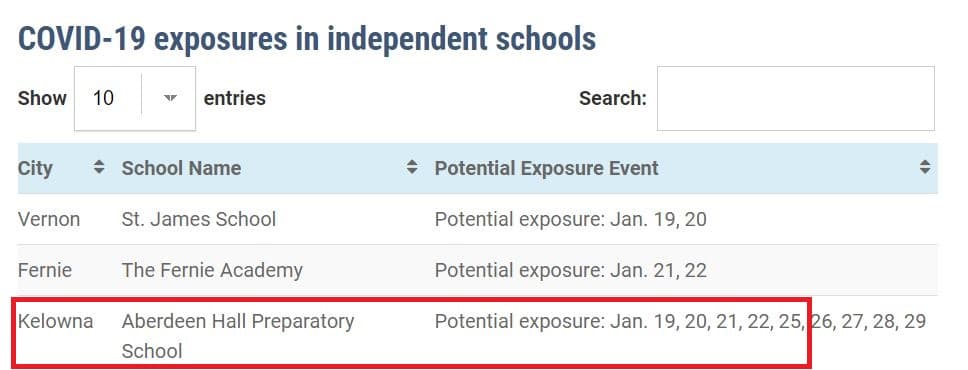 COVID-19 exposures in independent schools
Show 10 entries Search:
City School Name Potential Exposure Event
Vernon St. James School Potential exposure: Jan. 19, 20
Fernie The Fernie Academy Potential exposure: Jan. 21, 22
Kelowna Aberdeen Hall Preparatory Potential exposure: Jan. 19, 20, 21, 22, 25, 26, 27, 28, 29
School